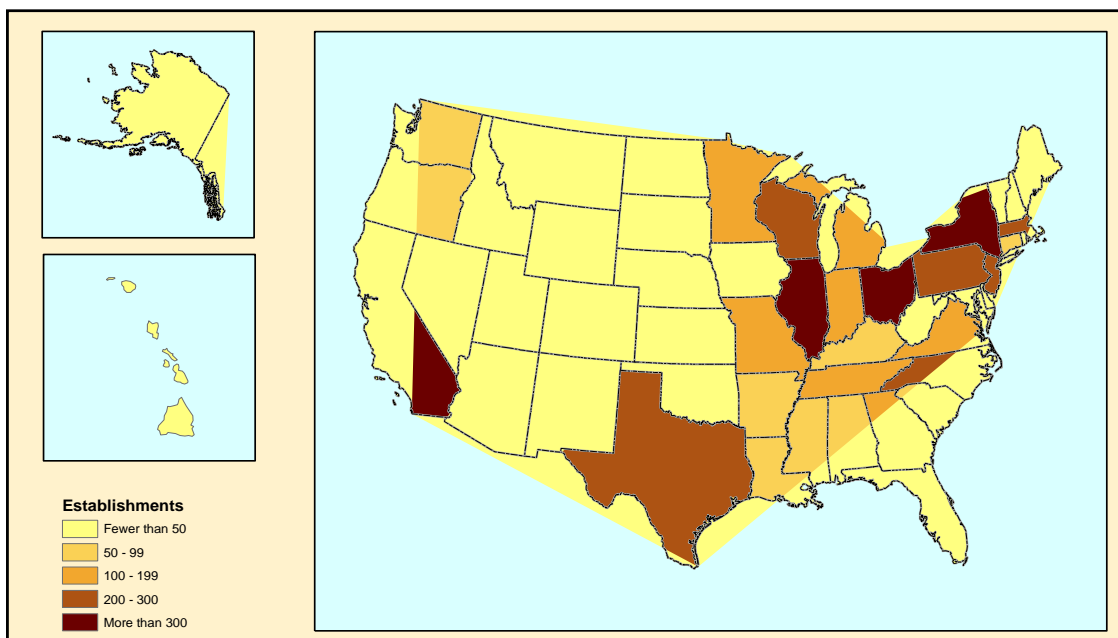 Establishments
Fewer than 50
50 - 99
100 - 199
200 - 300
More than 300